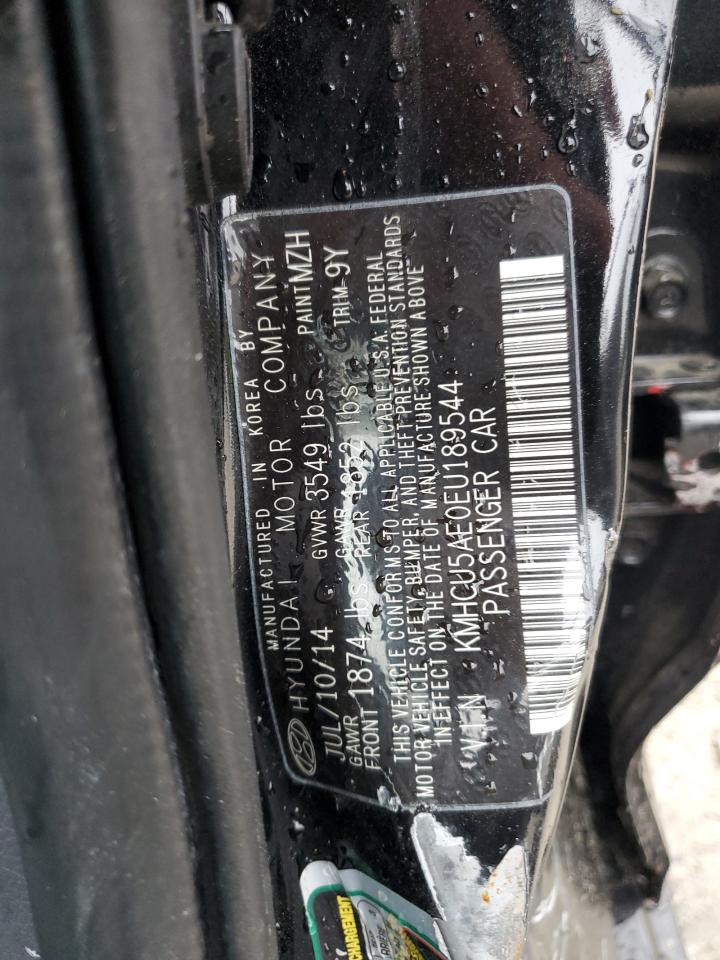 MANUFACTURED IN KOREA BY
HYUNDAI MOTOR COMPANY
JUL/10/14 GVWR 3549 lbs PAINT MZH
GAWR FRONT 1874 lbs GAWR REAR 1852 lbs TRIM 9Y
THIS VEHICLE CONFORMS TO ALL APPLICABLE U.S.A. FEDERAL
MOTOR VEHICLE SAFETY, BUMPER, AND THEFT PREVENTION STANDARDS
IN EFFECT ON THE DATE OF MANUFACTURE SHOWN ABOVE
V.I.N KMHCU5AE0EU189544
PASSENGER CAR
CHARGEMENT